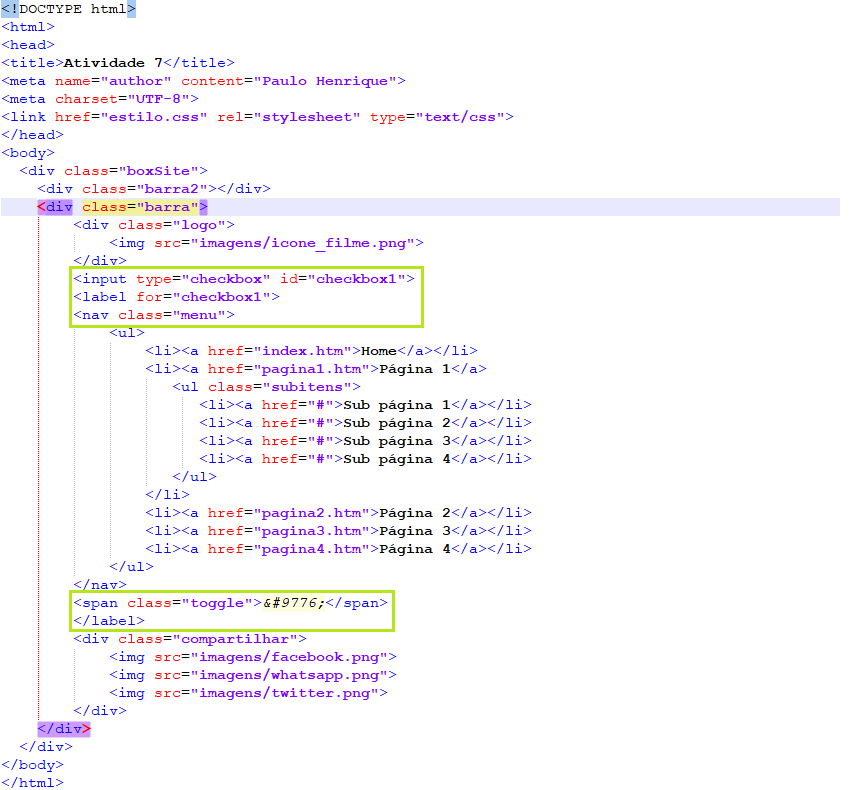 <!DOCTYPE html>
<html>
<head>
<title>Atividade 7</title>
<meta name="author" content="Paulo Henrique">
<meta charset="UTF-8">
<link href="estilo.css" rel="stylesheet" type="text/css">
</head>
<body>
<div class="boxSite">
<div class="barra2"></div>
<div class="barra">
<div class="logo">
<img src="imagens/icone_filme.png">
</div>
<input type="checkbox" id="checkbox1">
<label for="checkbox1">
<nav class="menu">
<ul>
<li><a href="index.htm">Home</a></li>
<li><a href="pagina1.htm">Página 1</a>
<ul class="subitens">
<li><a href="#">Sub página 1</a></li>
<li><a href="#">Sub página 2</a></li>
<li><a href="#">Sub página 3</a></li>
<li><a href="#">Sub página 4</a></li>
</ul>
</li>
<li><a href="pagina2.htm">Página 2</a></li>
<li><a href="pagina3.htm">Página 3</a></li>
<li><a href="pagina4.htm">Página 4</a></li>
</ul>
</nav>
<span class="toggle">&#9776;</span>
</label>
<div class="compartilhar">
<img src="imagens/facebook.png">
<img src="imagens/whatsapp.png">
<img src="imagens/twitter.png">
</div>
</div>
</div>
</body>
</html>